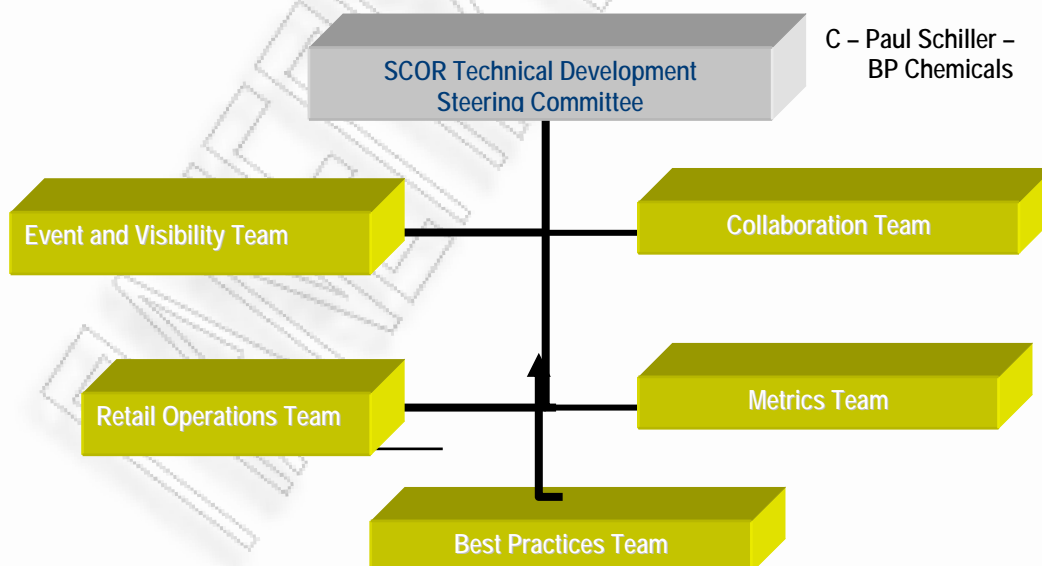 C – Paul Schiller –
BP Chemicals
SCOR Technical Development
Steering Committee
Event and Visibility Team
Collaboration Team
Retail Operations Team
Metrics Team
Best Practices Team